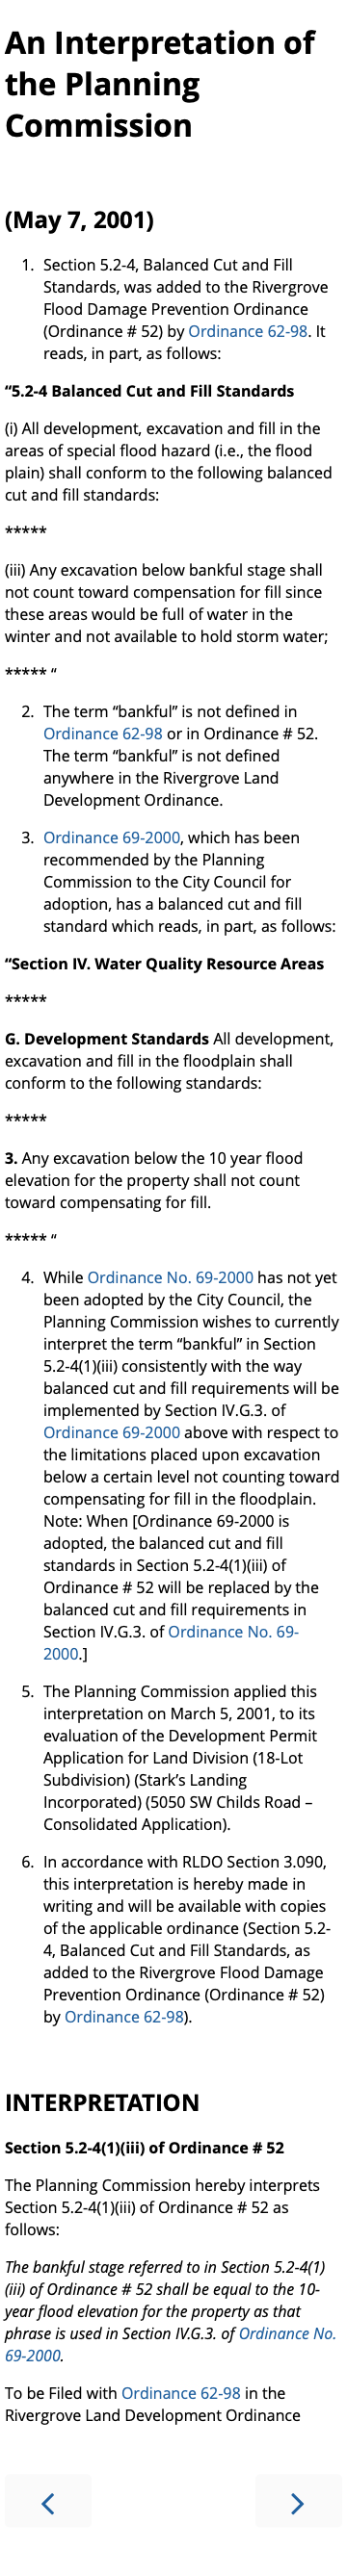 An Interpretation of
the Planning
Commission
(May 7, 2001)
1. Section 5.2-4, Balanced Cut and Fill
Standards, was added to the Rivergrove
Flood Damage Prevention Ordinance
(Ordinance # 52) by Ordinance 62-98. It
reads, in part, as follows:
“5.2-4 Balanced Cut and Fill Standards
(i) All development, excavation and fill in the
areas of special flood hazard (i.e., the flood
plain) shall conform to the following balanced
cut and fill standards:
*****
(iii) Any excavation below bankful stage shall
not count toward compensation for fill since
these areas would be full of water in the
winter and not available to hold storm water;
***** “
2. The term “bankful” is not defined in
Ordinance 62-98 or in Ordinance # 52.
The term “bankful” is not defined
anywhere in the Rivergrove Land
Development Ordinance.
3. Ordinance 69-2000, which has been
recommended by the Planning
Commission to the City Council for
adoption, has a balanced cut and fill
standard which reads, in part, as follows:
“Section IV. Water Quality Resource Areas
*****
G. Development Standards All development,
excavation and fill in the floodplain shall
conform to the following standards:
*****
3. Any excavation below the 10 year flood
elevation for the property shall not count
toward compensating for fill.
***** “
4. While Ordinance No. 69-2000 has not yet
been adopted by the City Council, the
Planning Commission wishes to currently
interpret the term “bankful” in Section
5.2-4(1)(iii) consistently with the way
balanced cut and fill requirements will be
implemented by Section IV.G.3. of
Ordinance 69-2000 above with respect to
the limitations placed upon excavation
below a certain level not counting toward
compensating for fill in the floodplain.
Note: When [Ordinance 69-2000 is
adopted, the balanced cut and fill
standards in Section 5.2-4(1)(iii) of
Ordinance # 52 will be replaced by the
balanced cut and fill requirements in
Section IV.G.3. of Ordinance No. 69-
2000.]
5. The Planning Commission applied this
interpretation on March 5, 2001, to its
evaluation of the Development Permit
Application for Land Division (18-Lot
Subdivision) (Stark’s Landing
Incorporated) (5050 SW Childs Road –
Consolidated Application).
6. In accordance with RLDO Section 3.090,
this interpretation is hereby made in
writing and will be available with copies
of the applicable ordinance (Section 5.2-
4, Balanced Cut and Fill Standards, as
added to the Rivergrove Flood Damage
Prevention Ordinance (Ordinance # 52)
by Ordinance 62-98).
INTERPRETATION
Section 5.2-4(1)(iii) of Ordinance # 52
The Planning Commission hereby interprets
Section 5.2-4(1)(iii) of Ordinance # 52 as
follows:
The bankful stage referred to in Section 5.2-4(1)
(iii) of Ordinance # 52 shall be equal to the 10-
year flood elevation for the property as that
phrase is used in Section IV.G.3. of Ordinance No.
69-2000.
To be Filed with Ordinance 62-98 in the
Rivergrove Land Development Ordinance